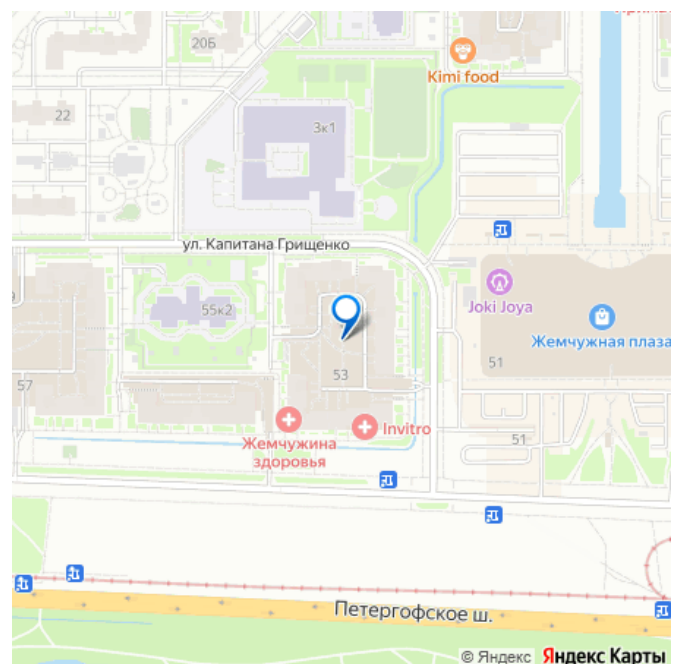 20Б
Kimi food
22
3к1
ул. Капитана Грищенко
Joki Joya
55к2
Жемчужная плаза
51
53
57
Invitro
Жемчужина
здоровья
51
Петергофское ш.
© Яндекс Яндекс Карты